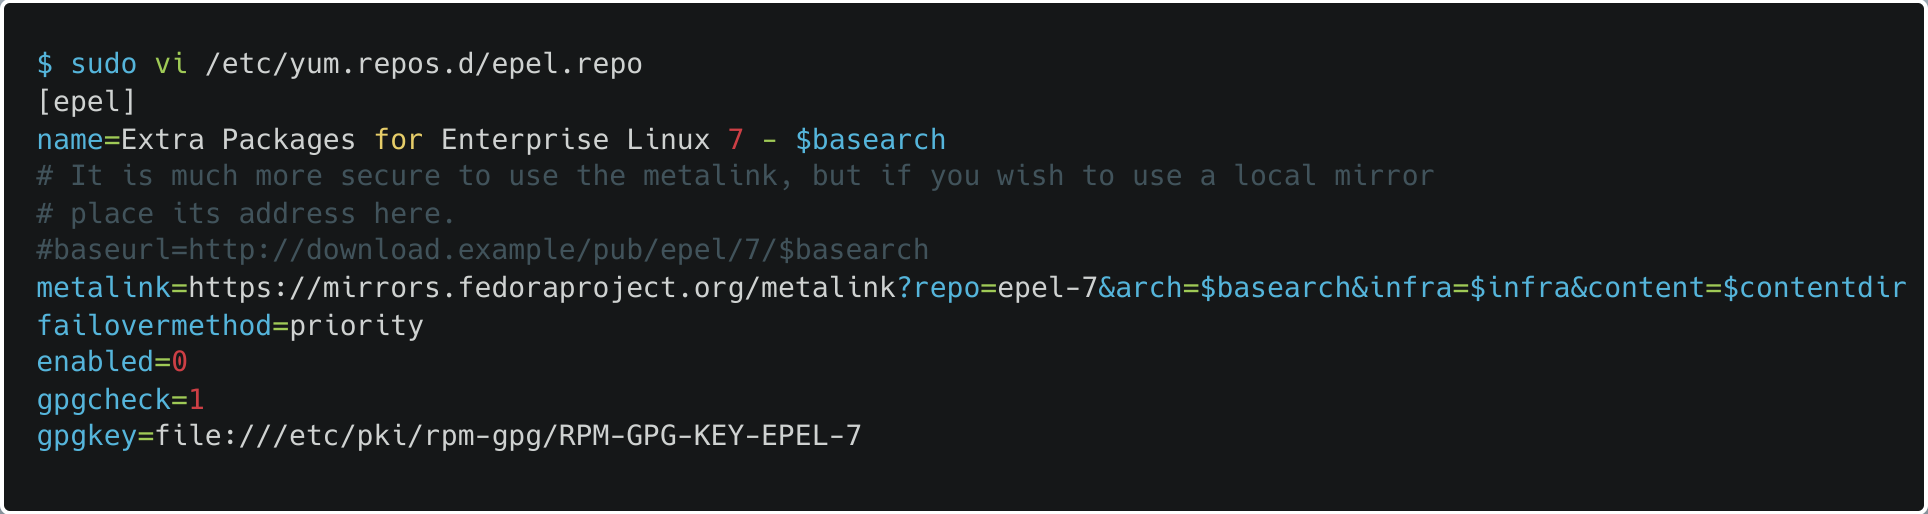 $ sudo vi /etc/yum.repos.d/epel.repo
[epel]
name=Extra Packages for Enterprise Linux 7 - $basearch
# It is much more secure to use the metalink, but if you wish to use a local mirror
# place its address here.
#baseurl=http://download.example/pub/epel/7/$basearch
metalink=https://mirrors.fedoraproject.org/metalink?repo=epel-7&arch=$basearch&infra=$infra&content=$contentdir
failovermethod=priority
enabled=0
gpgcheck=1
gpgkey=file:///etc/pki/rpm-gpg/RPM-GPG-KEY-EPEL-7